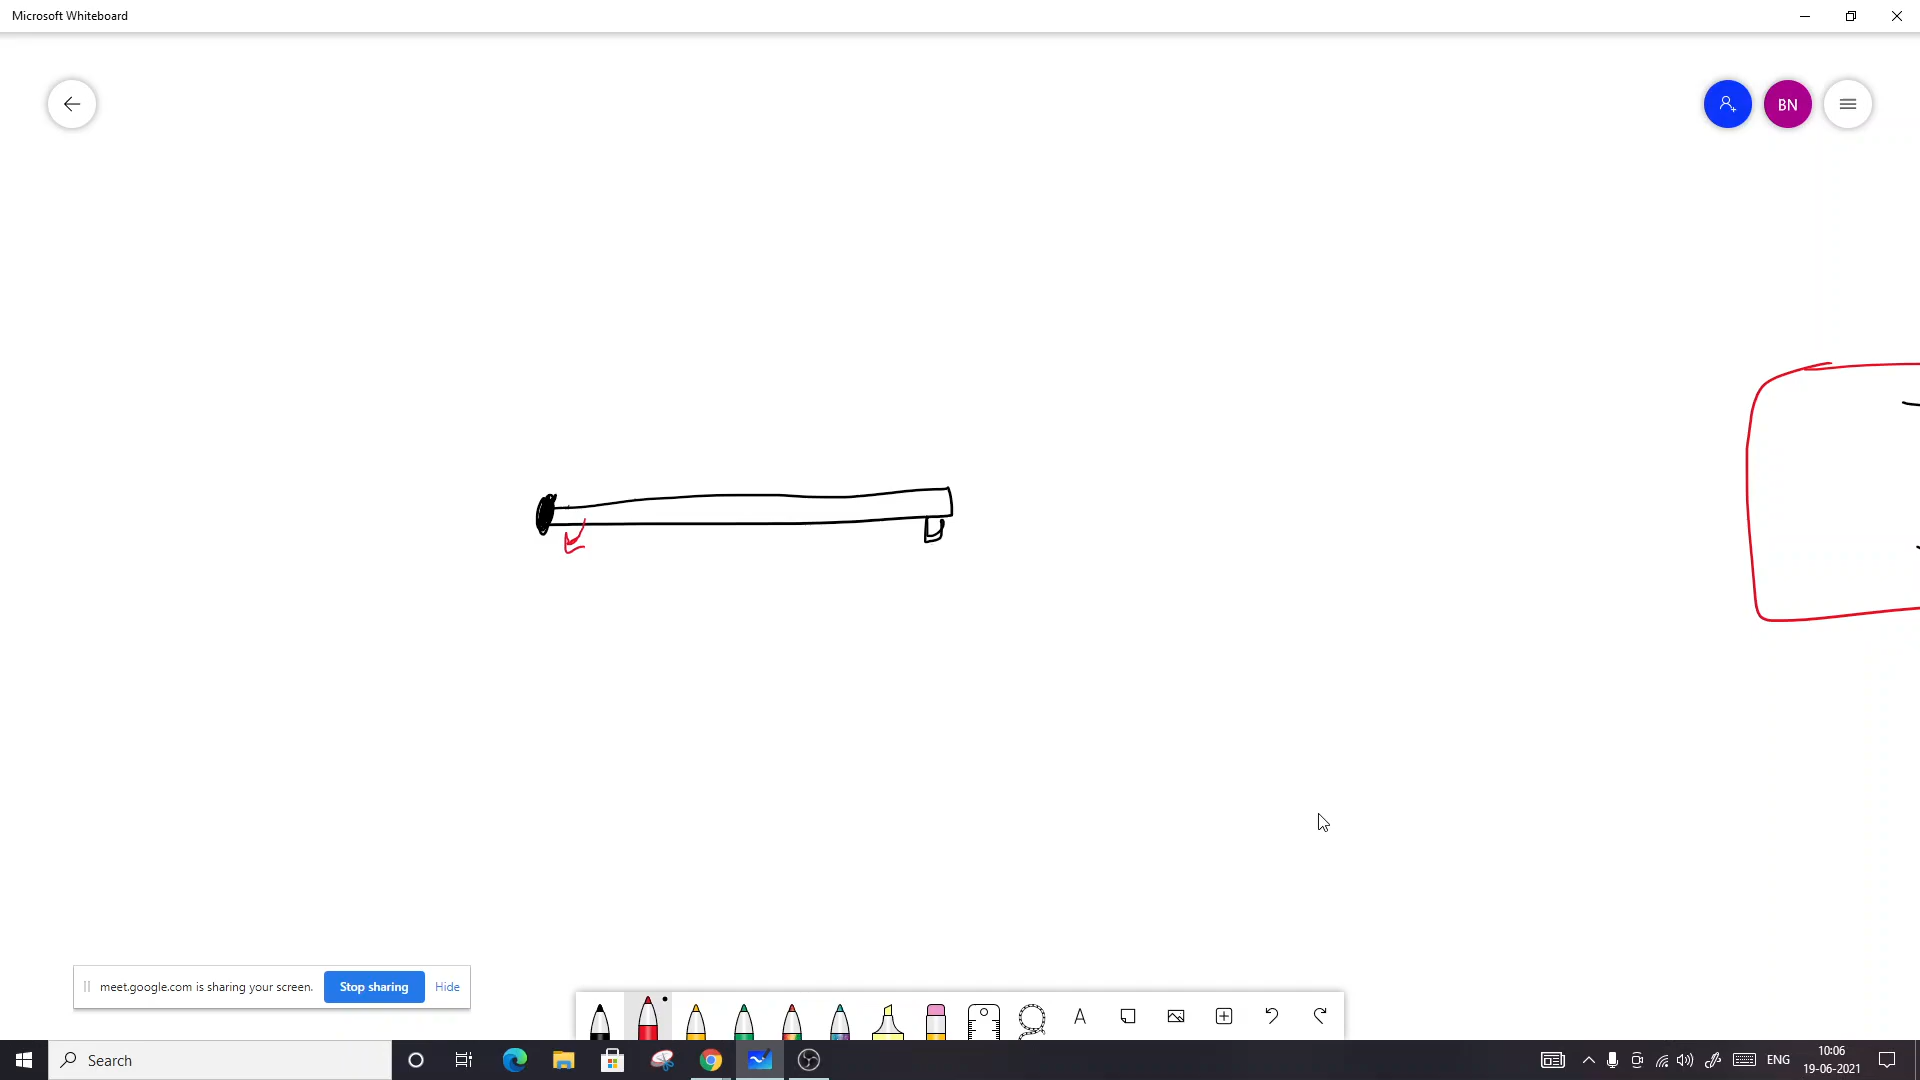 Microsoft Whiteboard
BN
meet.google.com is sharing your screen.
Stop sharing
Hide
A
Search
ENG
10:06
19-06-2021